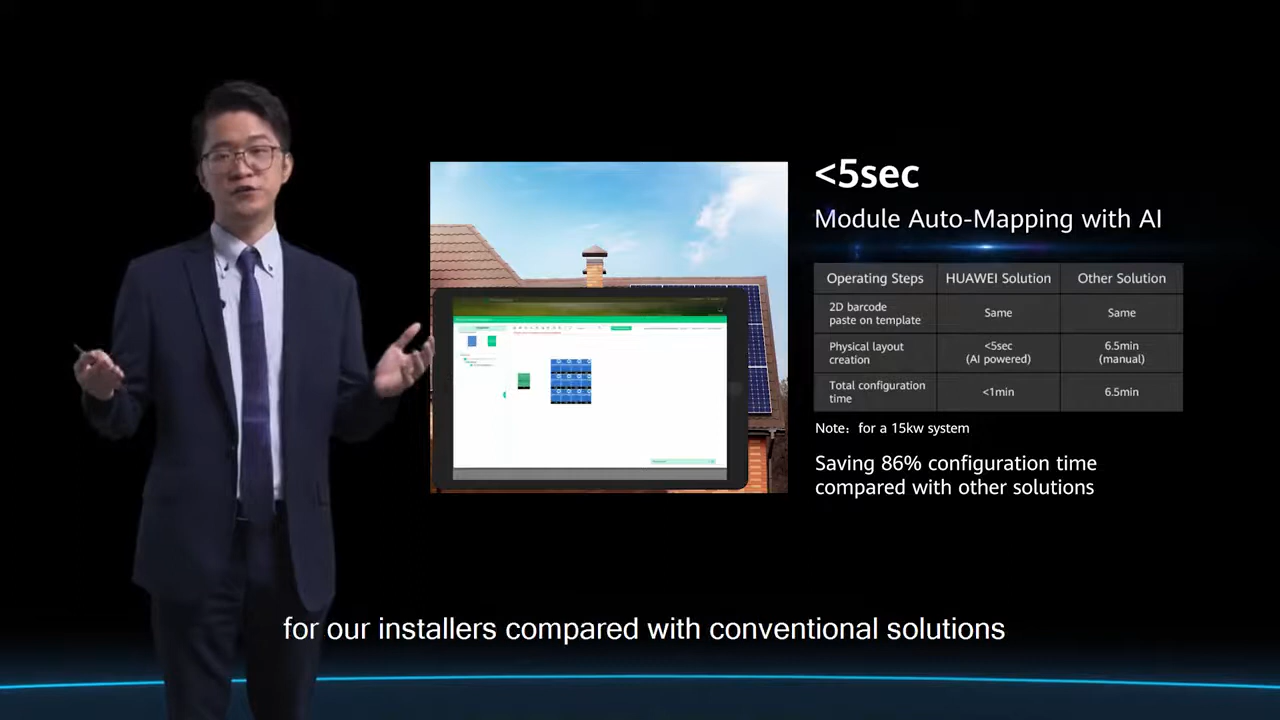 <5sec
Module Auto-Mapping with AI
Operating Steps HUAWEI Solution Other Solution
2D barcode
paste on template
Same
Same
Physical layout
creation
<5sec
(AI powered)
6.5min
(manual)
Total configuration
time
<1min
6.5min
Note： for a 15kw system
Saving 86% configuration time
compared with other solutions
for our installers compared with conventional solutions